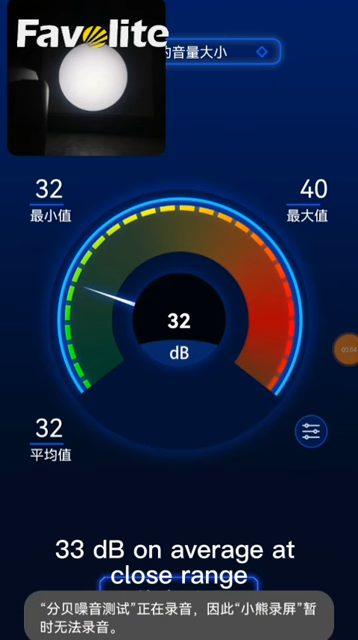 Favolite
的音量大小
32
40
最小值
最大值
32
dB
32
平均值
33 dB on average at
close range
“分贝噪音测试”正在录音，因此“小熊录屏”暂
时无法录音。